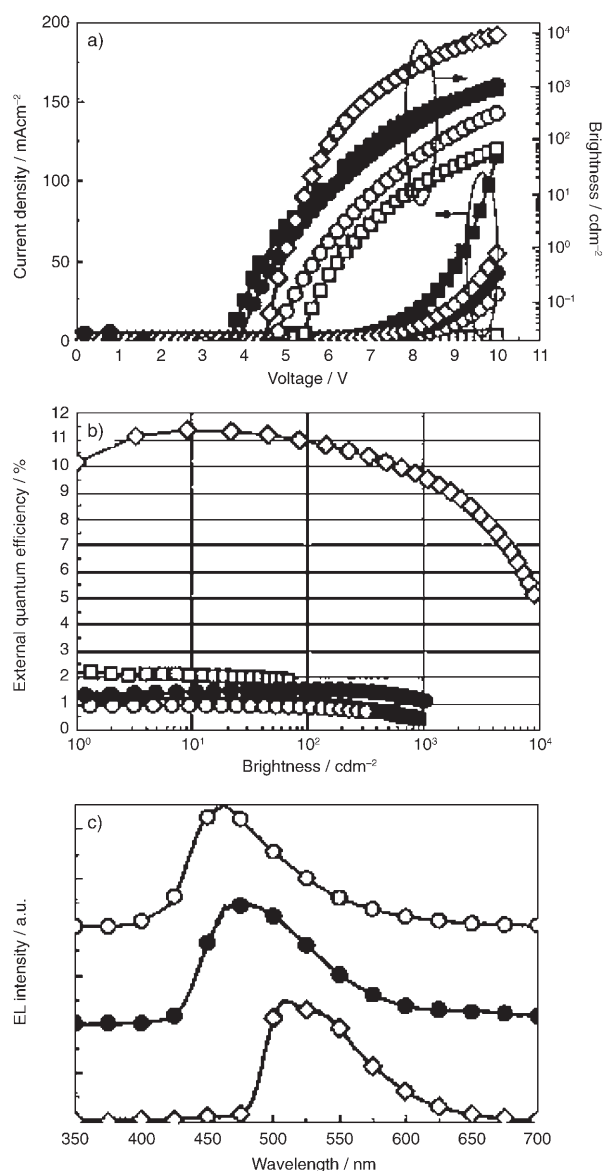 a)
200
150
100
50
0
Current density / mAcm⁻²
10⁴
10³
10²
10¹
10⁰
10⁻¹
Brightness / cdm⁻²
0 1 2 3 4 5 6 7 8 9 10 11
Voltage / V
b)
12
11
10
9
8
7
6
5
4
3
2
1
0
External quantum efficiency / %
10⁰ 10¹ 10² 10³ 10⁴
Brightness / cdm⁻²
c)
EL intensity / a.u.
350 400 450 500 550 600 650 700
Wavelength / nm